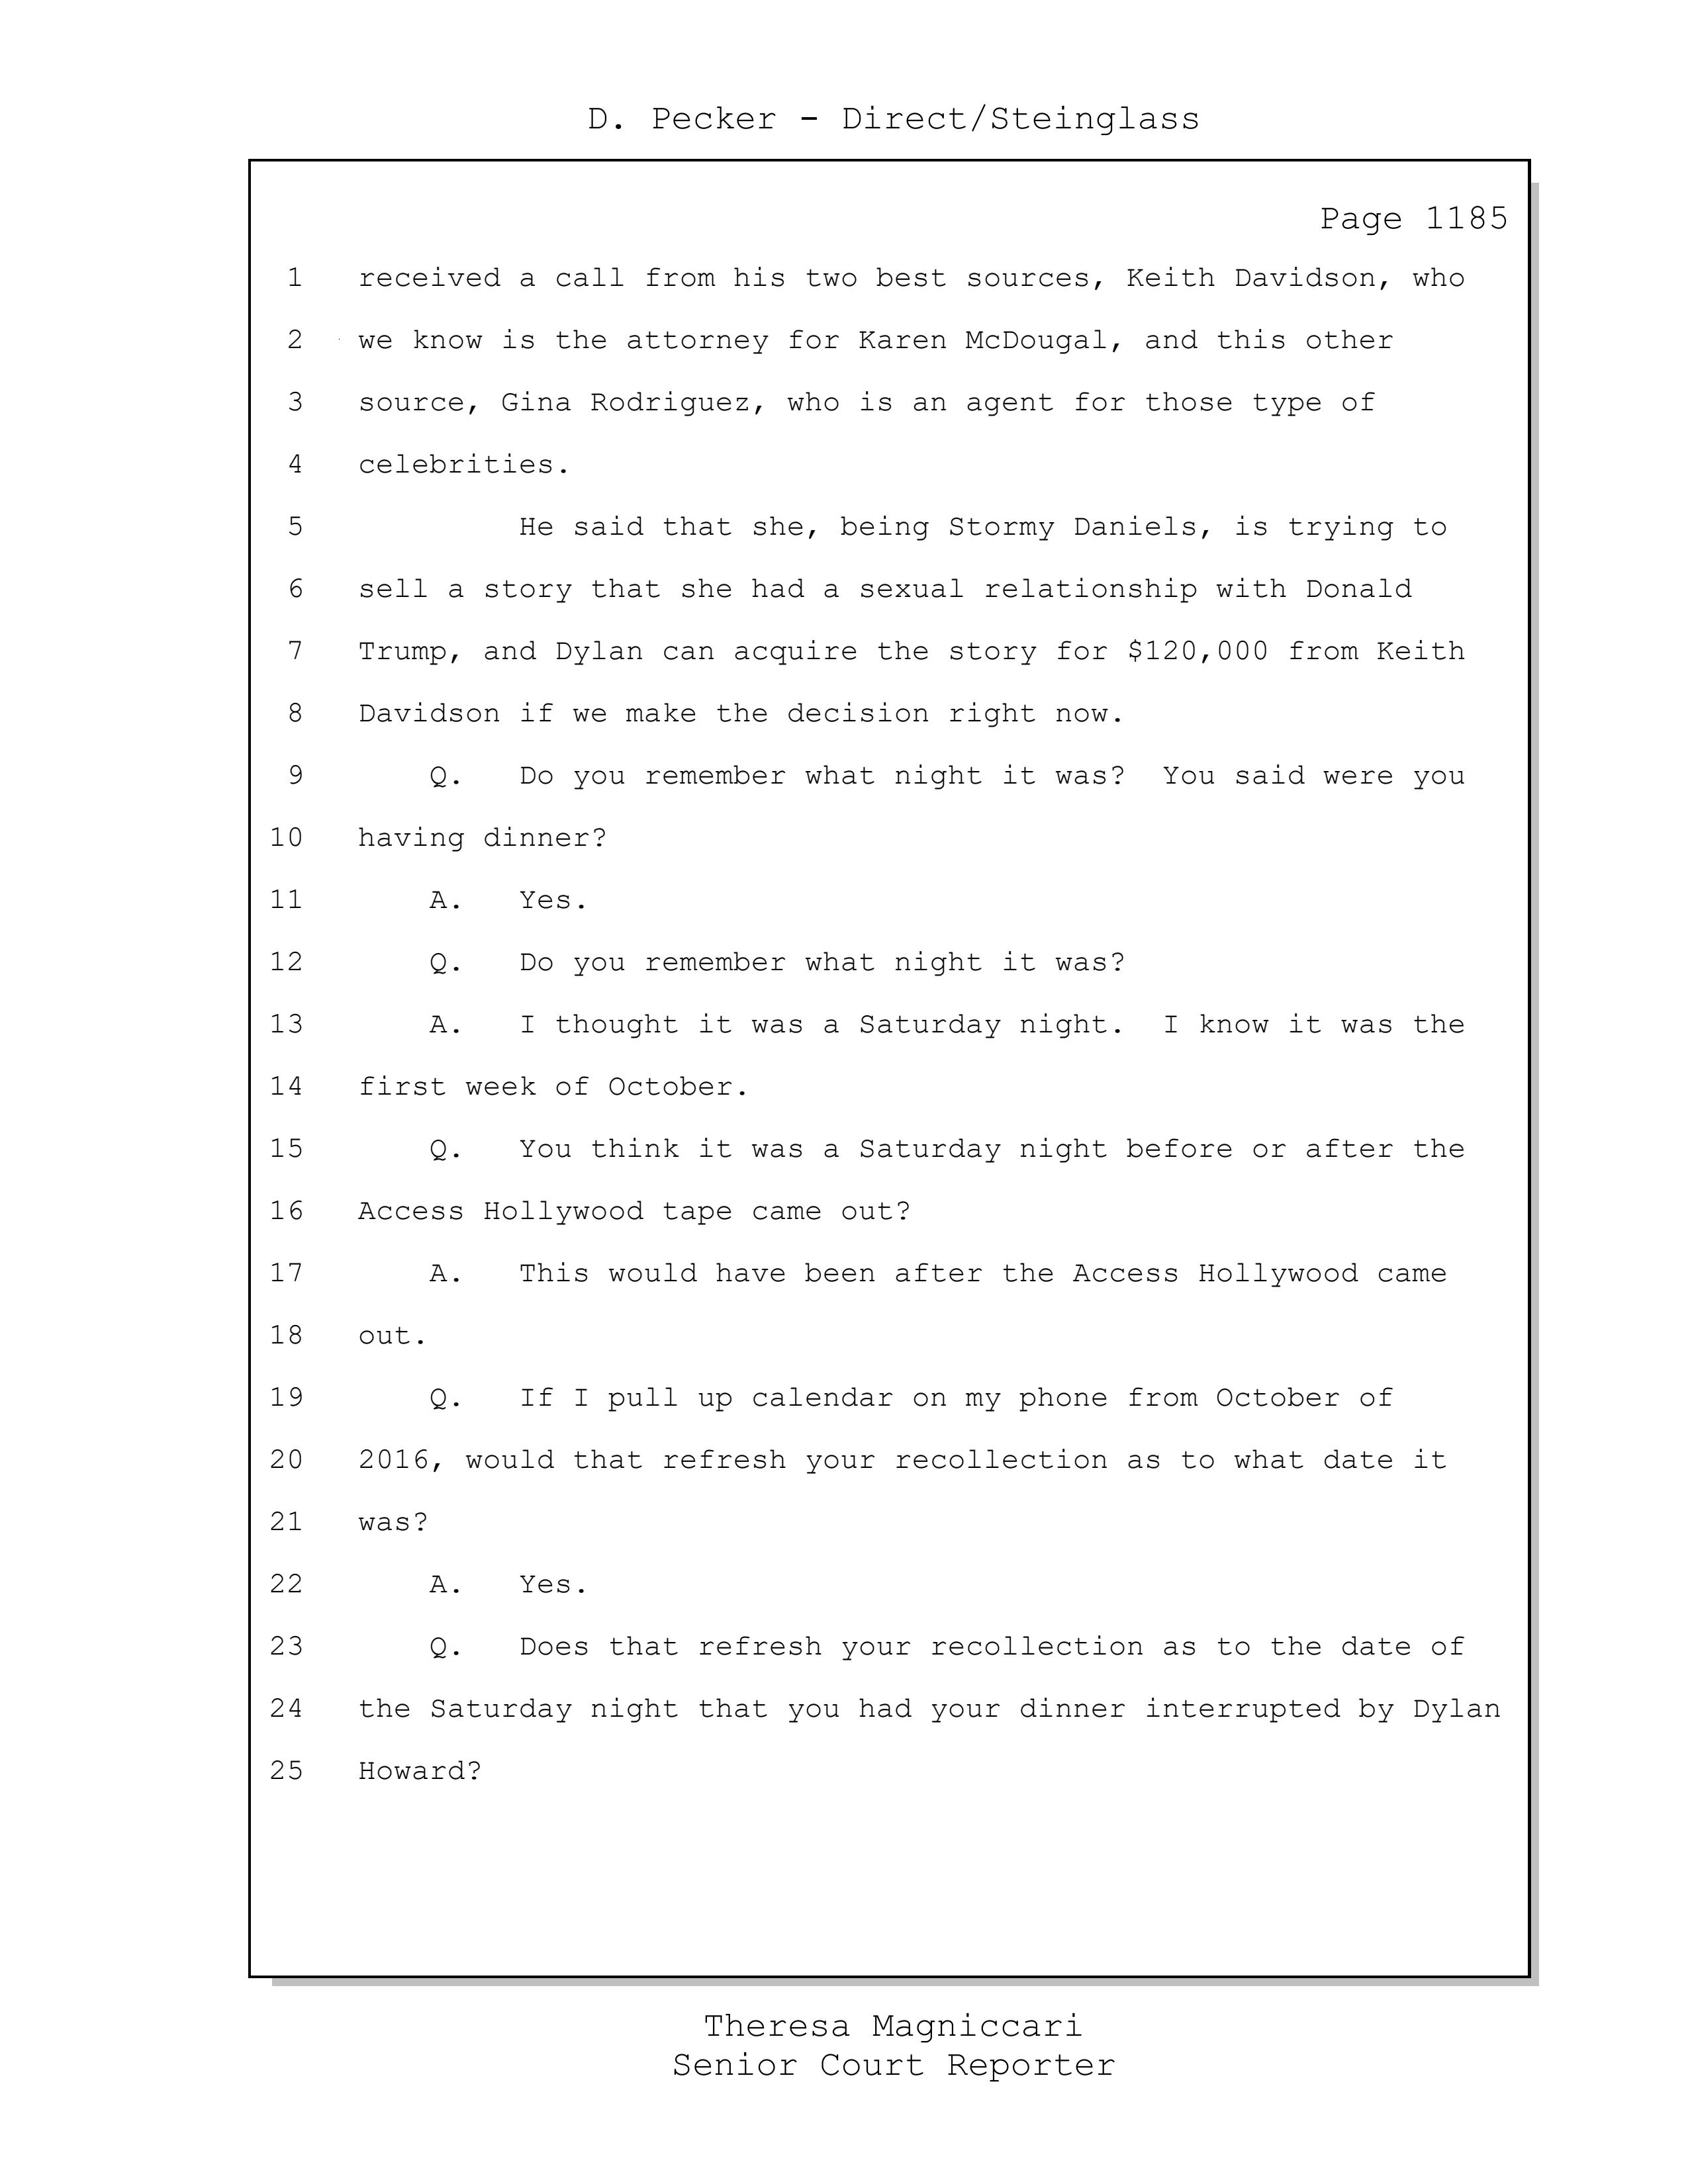 D. Pecker - Direct/Steinglass
Page 1185
1 received a call from his two best sources, Keith Davidson, who
2 we know is the attorney for Karen McDougal, and this other
3 source, Gina Rodriguez, who is an agent for those type of
4 celebrities.
5 He said that she, being Stormy Daniels, is trying to
6 sell a story that she had a sexual relationship with Donald
7 Trump, and Dylan can acquire the story for $120,000 from Keith
8 Davidson if we make the decision right now.
9 Q. Do you remember what night it was? You said were you
10 having dinner?
11 A. Yes.
12 Q. Do you remember what night it was?
13 A. I thought it was a Saturday night. I know it was the
14 first week of October.
15 Q. You think it was a Saturday night before or after the
16 Access Hollywood tape came out?
17 A. This would have been after the Access Hollywood came
18 out.
19 Q. If I pull up calendar on my phone from October of
20 2016, would that refresh your recollection as to what date it
21 was?
22 A. Yes.
23 Q. Does that refresh your recollection as to the date of
24 the Saturday night that you had your dinner interrupted by Dylan
25 Howard?
Theresa Magniccari
Senior Court Reporter